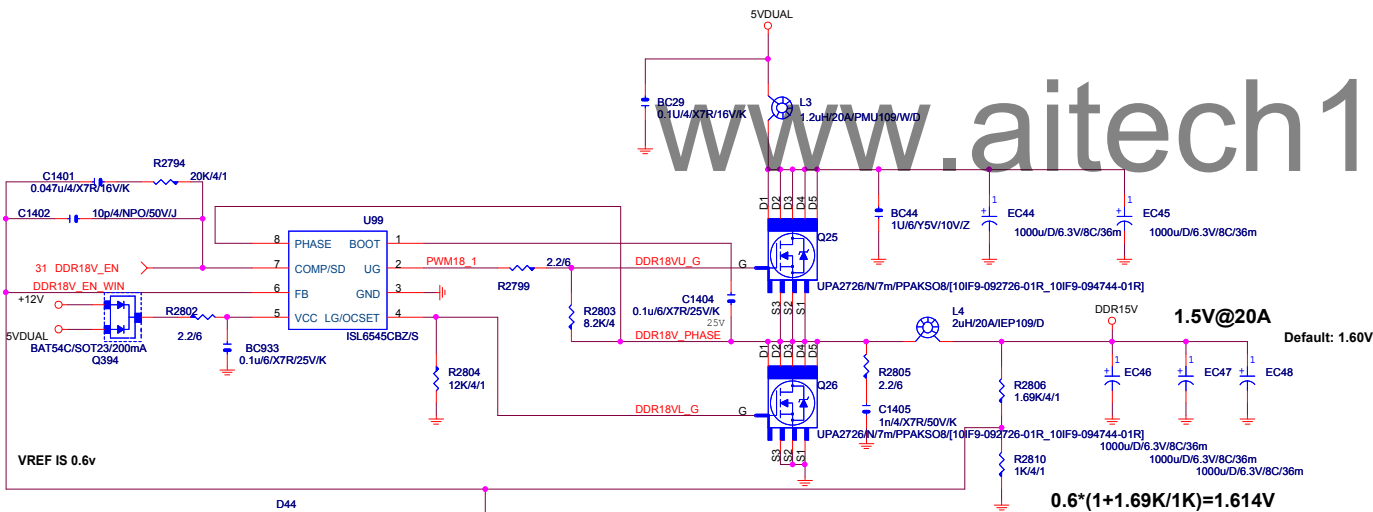 5VDUAL
www.aitech1
BC29
0.1U/4/X7R/16V/K
L3
1.2uH/20A/PMU109/W/D
C1401
0.047u/4/X7R/16V/K
R2794
20K/4/1
C1402
10p/4/NPO/50V/J
U99
8 PHASE BOOT 1
7 COMP/SD UG 2
6 FB GND 3
5 VCC LG/OCSET 4
ISL6545CBZ/S
31 DDR18V_EN
DDR18V_EN_WIN
+12V
5VDUAL
BAT54C/SOT23/200mA
Q394
R2802
2.2/6
BC933
0.1u/6/X7R/25V/K
PWM18_1
R2799
2.2/6
DDR18VU_G
R2803
8.2K/4
C1404
0.1u/6/X7R/25V/K
25V
DDR18V_PHASE
R2804
12K/4/1
DDR18VL_G
D1 D2 D3 D4 D5
Q25
G
UPA2726/N/7m/PPAKSO8/[10IF9-092726-01R_10IF9-094744-01R]
S3 S2 S1
BC44
1U/6/Y5V/10V/Z
1
+
EC44
1000u/D/6.3V/8C/36m
1
+
EC45
1000u/D/6.3V/8C/36m
L4
2uH/20A/IEP109/D
DDR15V
1.5V@20A
Default: 1.60V
D1 D2 D3 D4 D5
Q26
G
UPA2726/N/7m/PPAKSO8/[10IF9-092726-01R_10IF9-094744-01R]
S3 S2 S1
R2805
2.2/6
C1405
1n/4/X7R/50V/K
R2806
1.69K/4/1
R2810
1K/4/1
1
+
EC46
1
+
EC47
1
+
EC48
1000u/D/6.3V/8C/36m
1000u/D/6.3V/8C/36m
1000u/D/6.3V/8C/36m
VREF IS 0.6v
D44
0.6*(1+1.69K/1K)=1.614V